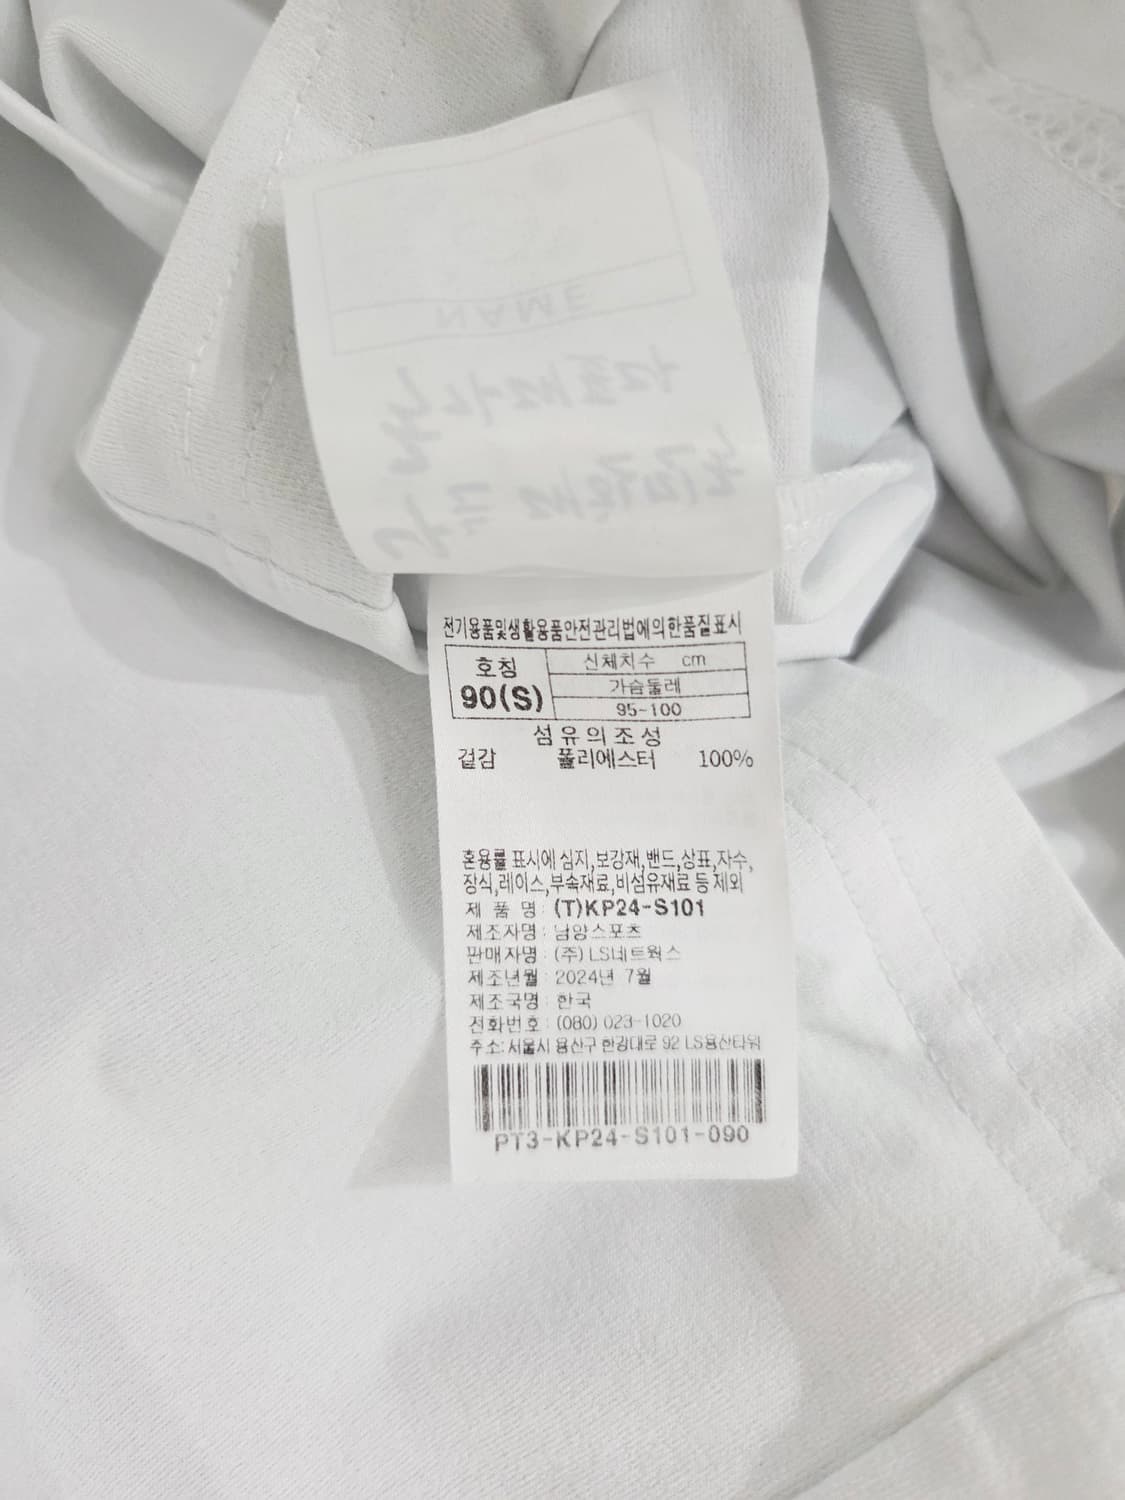 NAME
전기용품및생활용품안전관리법에의한품질표시
호칭
90(S)
신체치수 cm
가슴둘레
95-100
섬유의조성
겉감 폴리에스터 100%
혼용률 표시에 심지,보강재,밴드,상표,자수,
장식,레이스,부속재료,비섬유재료 등 제외
제 품 명 : (T)KP24-S101
제조자명 : 남양스포츠
판매자명 : (주) LS네트웍스
제조년월 : 2024년 7월
제조국명 : 한국
전화번호 : (080) 023-1020
주소: 서울시 용산구 한강대로 92 LS용산타워
PT3-KP24-S101-090